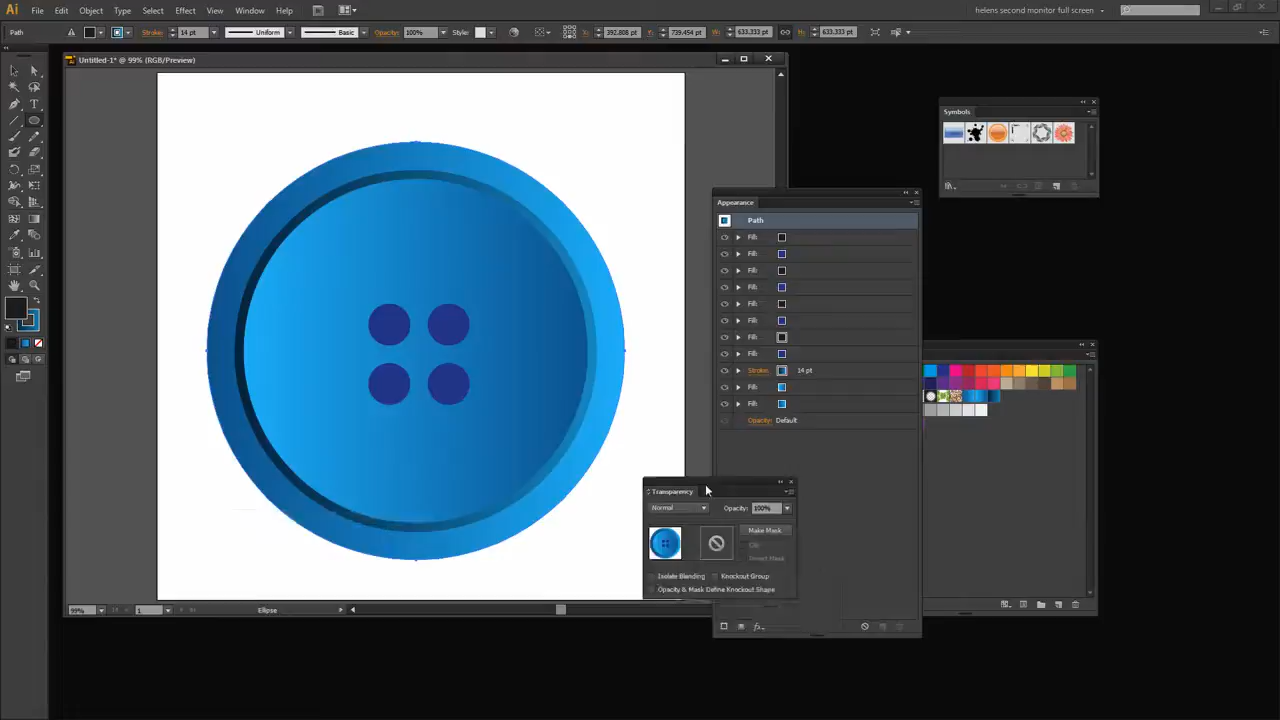 Ai File Edit Object Type Select Effect View Window Help
helens second monitor full screen
Path Stroke: 14 pt Uniform Basic Opacity: 100% Style: 392.808 pt 739.454 pt 633.333 pt 633.333 pt
Untitled-1* @ 99% (RGB/Preview)
Symbols
Appearance
Path
Fill:
Fill:
Fill:
Fill:
Fill:
Fill:
Fill:
Fill:
Stroke: 14 pt
Fill:
Fill:
Opacity: Default
Transparency
Normal Opacity: 100%
Make Mask
Clip
Invert Mask
Isolate Blending Knockout Group
Opacity & Mask Define Knockout Shape
99% 1 Ellipse
fx